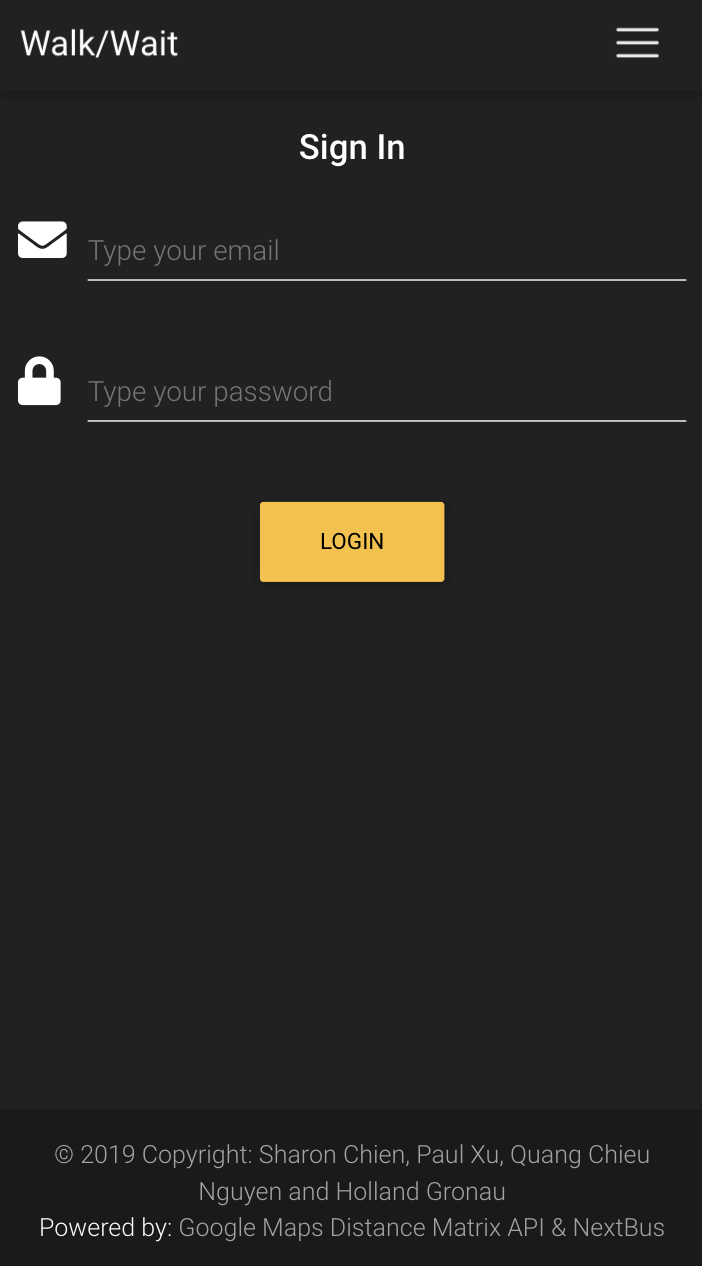 Walk/Wait
Sign In
Type your email
Type your password
LOGIN
© 2019 Copyright: Sharon Chien, Paul Xu, Quang Chieu
Nguyen and Holland Gronau
Powered by: Google Maps Distance Matrix API & NextBus